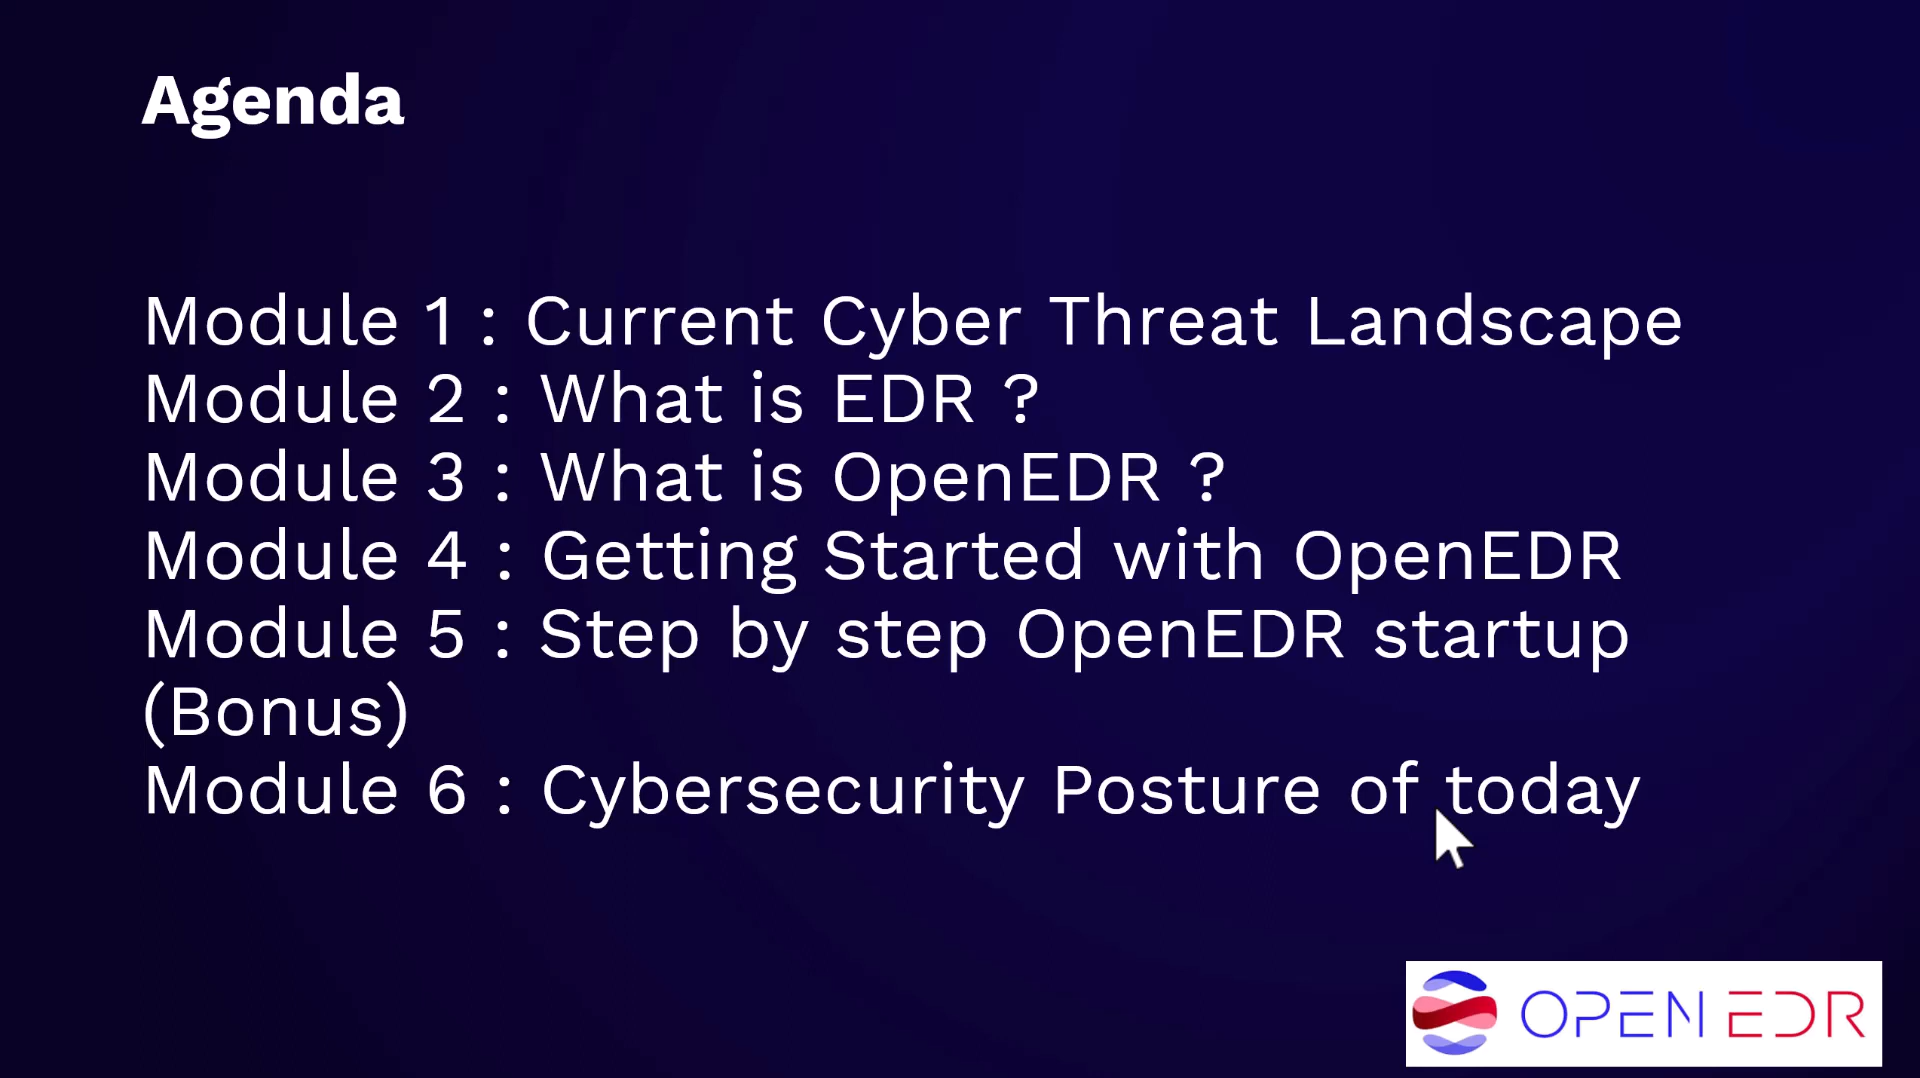 Agenda
Module 1 : Current Cyber Threat Landscape
Module 2 : What is EDR ?
Module 3 : What is OpenEDR ?
Module 4 : Getting Started with OpenEDR
Module 5 : Step by step OpenEDR startup
(Bonus)
Module 6 : Cybersecurity Posture of today
OPEN EDR